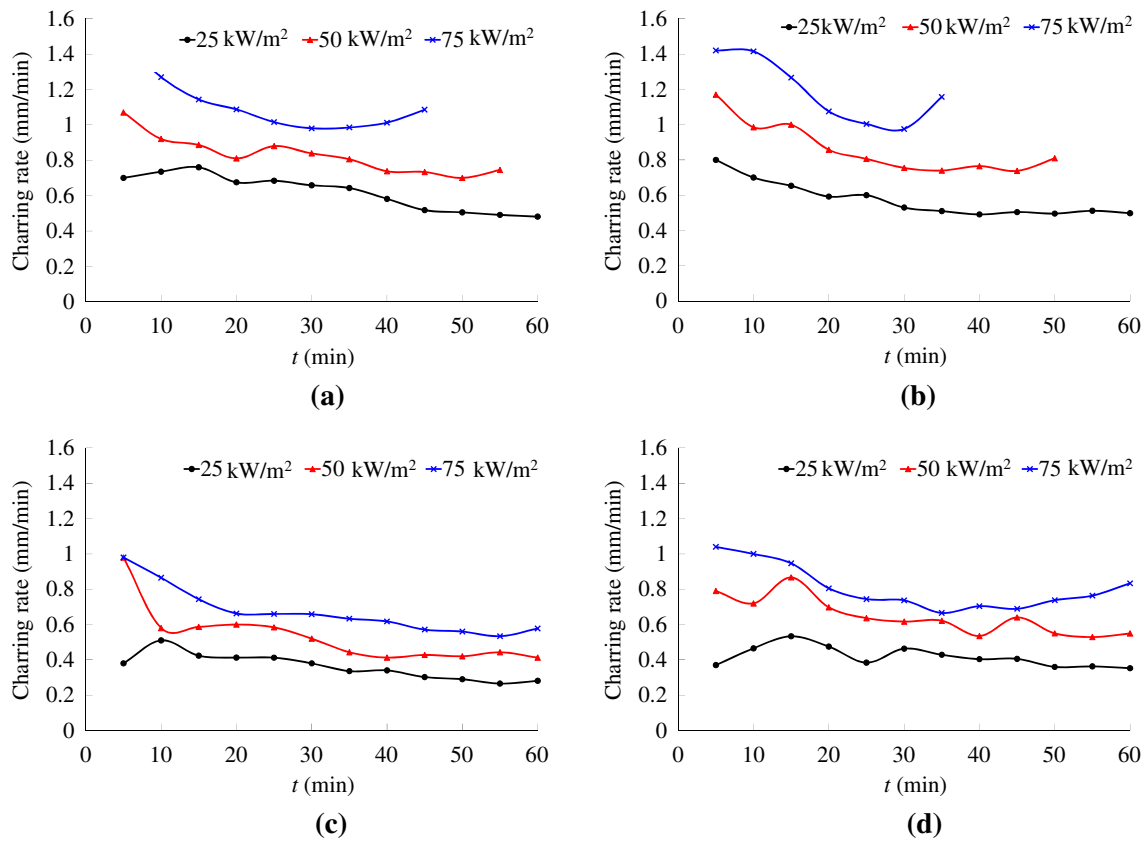 1.6
25 kW/m² 50 kW/m² 75 kW/m²
1.4
1.2
1
0.8
0.6
0.4
0.2
0
Charring rate (mm/min)
0 10 20 30 40 50 60
t (min)
(a)
1.6
25kW/m² 50 kW/m² 75 kW/m²
1.4
1.2
1
0.8
0.6
0.4
0.2
0
Charring rate (mm/min)
0 10 20 30 40 50 60
t (min)
(b)
1.6
25 kW/m² 50 kW/m² 75 kW/m²
1.4
1.2
1
0.8
0.6
0.4
0.2
0
Charring rate (mm/min)
0 10 20 30 40 50 60
t (min)
(c)
1.6
25 kW/m² 50 kW/m² 75 kW/m²
1.4
1.2
1
0.8
0.6
0.4
0.2
0
Charring rate (mm/min)
0 10 20 30 40 50 60
t (min)
(d)